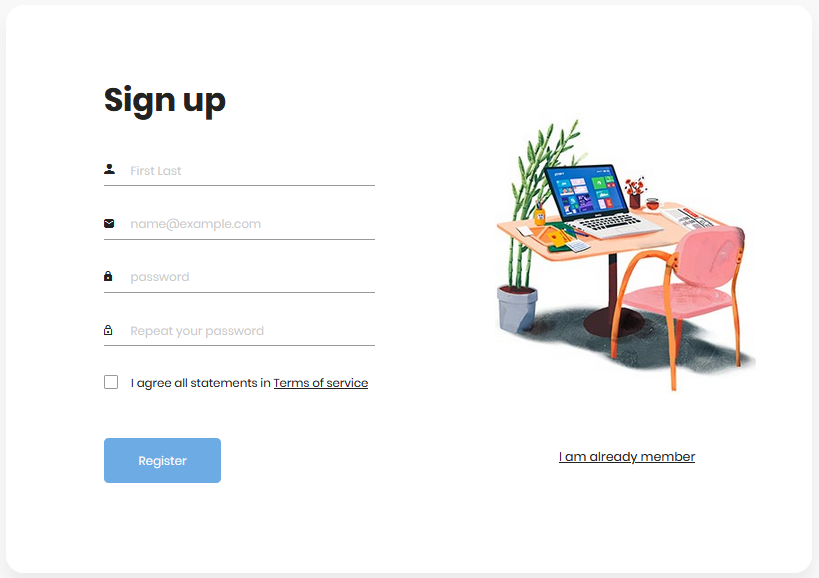 Sign up
First Last
name@example.com
password
Repeat your password
I agree all statements in Terms of service
Register
I am already member